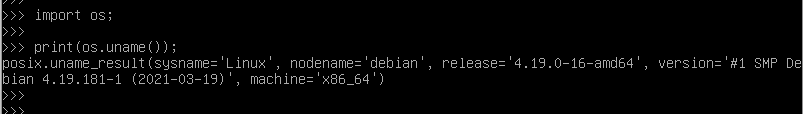 >>>
>>> import os;
>>>
>>> print(os.uname());
posix.uname_result(sysname='Linux', nodename='debian', release='4.19.0-16-amd64', version='#1 SMP De
bian 4.19.181-1 (2021-03-19)', machine='x86_64')
>>>
>>>